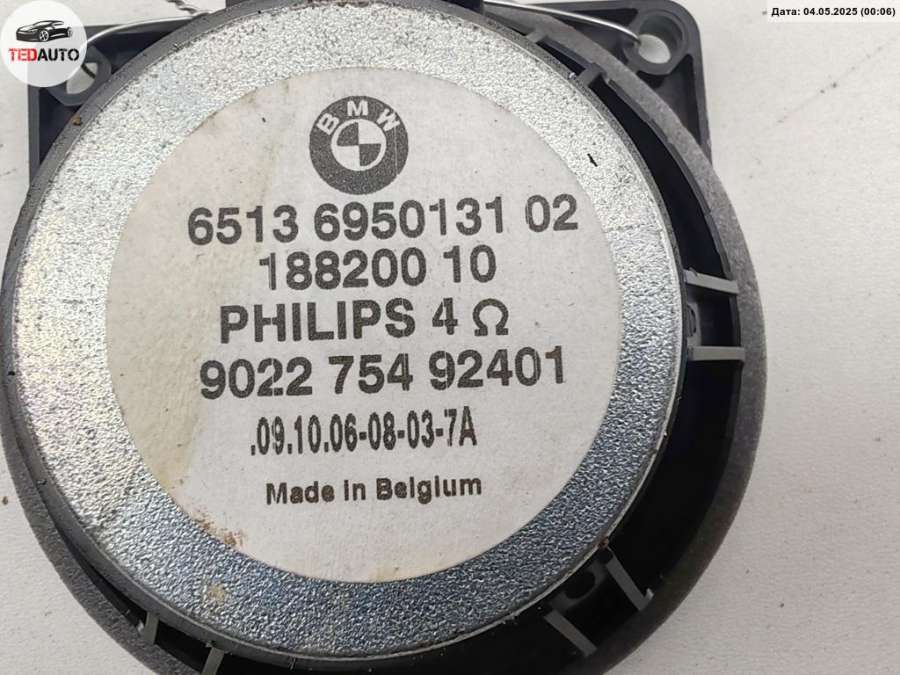 Дата: 04.05.2025 (00:06)
TEDAUTO
BMW
6513 6950131 02
188200 10
PHILIPS 4 Ω
9022 754 92401
.09.10.06-08-03-7A
Made in Belgium